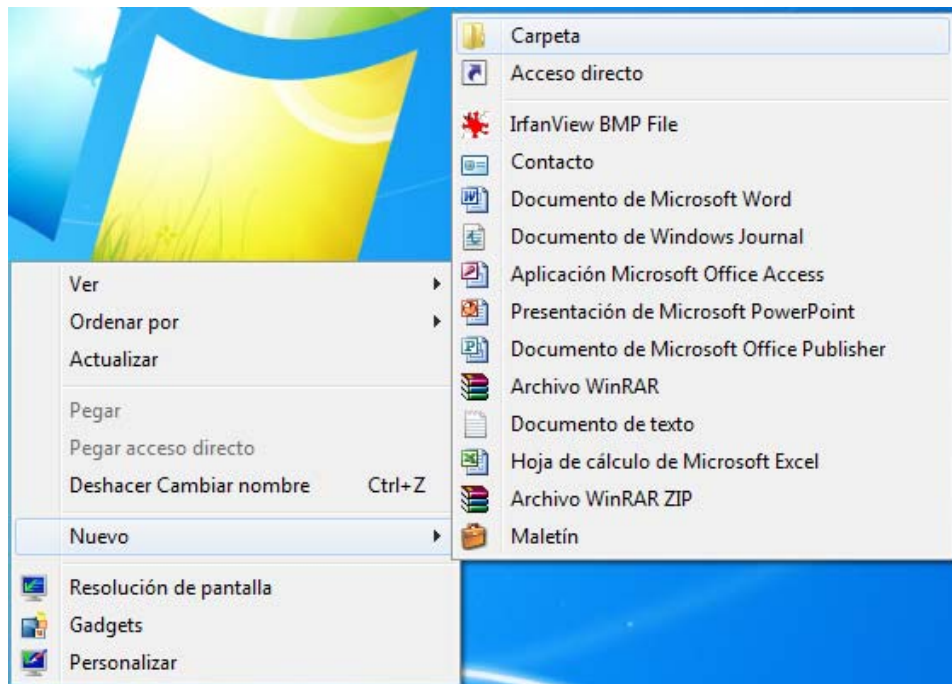 Carpeta
Acceso directo
IrfanView BMP File
Contacto
Documento de Microsoft Word
Documento de Windows Journal
Aplicación Microsoft Office Access
Presentación de Microsoft PowerPoint
Documento de Microsoft Office Publisher
Archivo WinRAR
Documento de texto
Hoja de cálculo de Microsoft Excel
Archivo WinRAR ZIP
Maletín
Ver
Ordenar por
Actualizar
Pegar
Pegar acceso directo
Deshacer Cambiar nombre Ctrl+Z
Nuevo
Resolución de pantalla
Gadgets
Personalizar